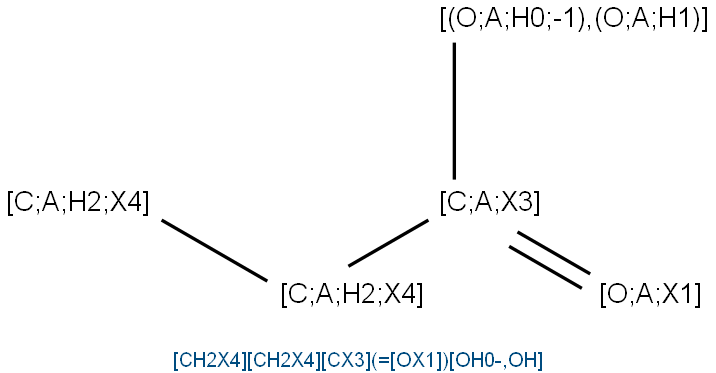 [(O;A;H0;-1),(O;A;H1)]
[C;A;H2;X4]
[C;A;X3]
[C;A;H2;X4]
[O;A;X1]
[CH2X4][CH2X4][CX3](=[OX1])[OH0-,OH]